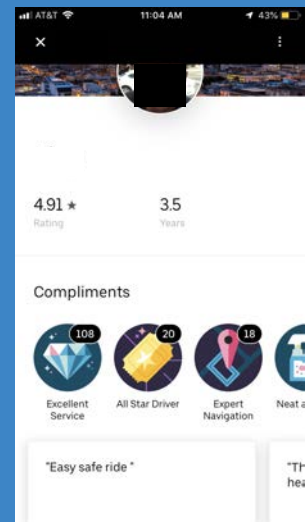 AT&T 11:04 AM 43%
4.91 ★ 3.5
Rating Years
Compliments
108 20 18
Excellent All Star Driver Expert Neat a
Service Navigation
"Easy safe ride " "Th
hea